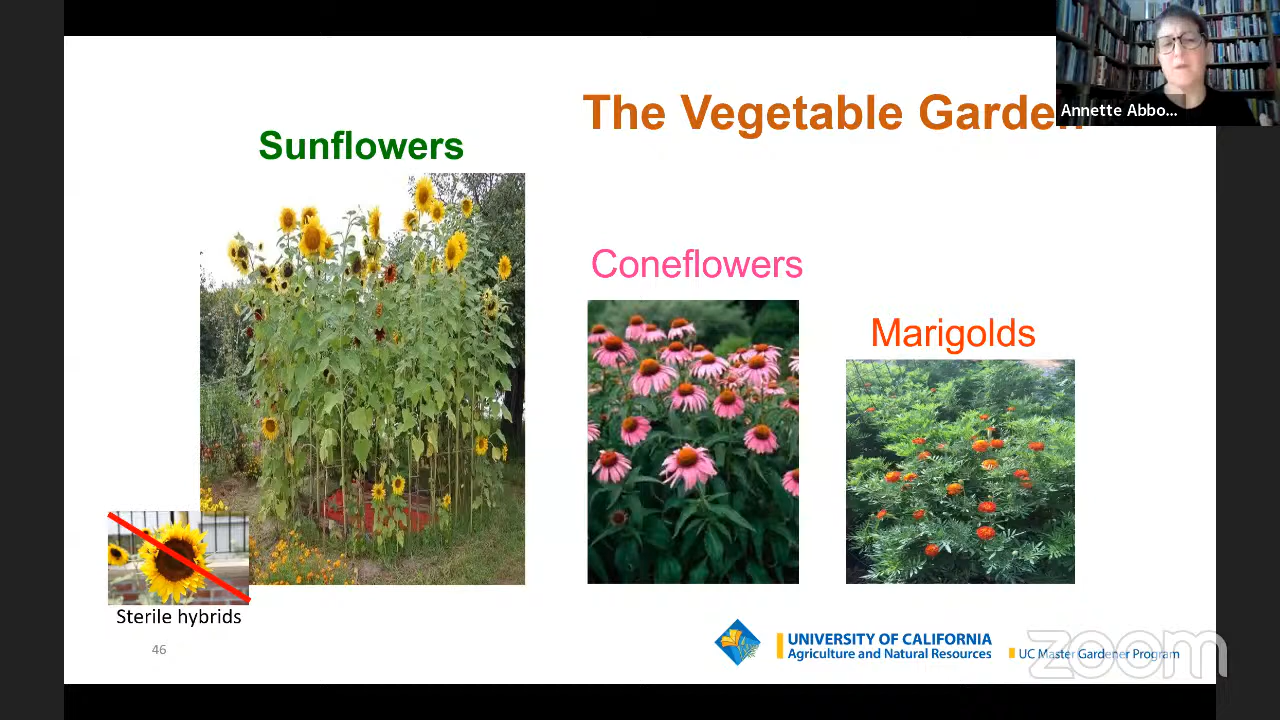 The Vegetable Garden
Annette Abbo...
Sunflowers
Coneflowers
Marigolds
Sterile hybrids
46
UNIVERSITY OF CALIFORNIA
Agriculture and Natural Resources
UC Master Gardener Program
zoom